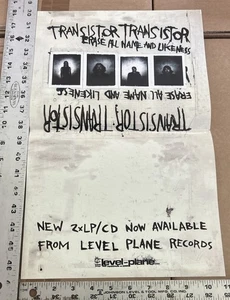 TRANSISTOR TRANSISTOR
ERASE ALL NAME AND LIKENESS
ERASE ALL NAME AND LIKENESS
TRANSISTOR TRANSISTOR
NEW 2xLP/CD NOW AVAILABLE
FROM LEVEL PLANE RECORDS
level-plane